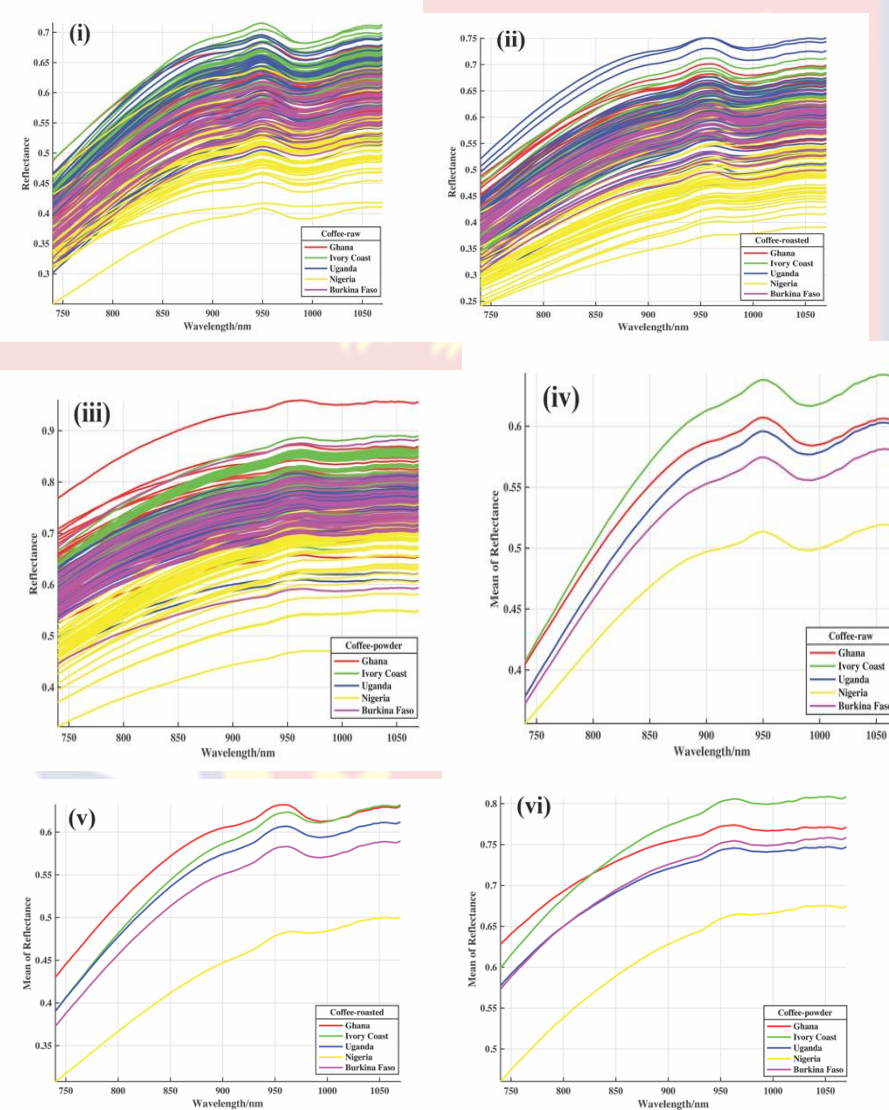 (i)
0.7
0.65
0.6
0.55
0.5
0.45
0.4
0.35
0.3
Reflectance
750 800 850 900 950 1000 1050
Wavelength/nm
Coffee-raw
Ghana
Ivory Coast
Uganda
Nigeria
Burkina Faso
(ii)
0.75
0.7
0.65
0.6
0.55
0.5
0.45
0.4
0.35
0.3
0.25
Reflectance
750 800 850 900 950 1000 1050
Wavelength/nm
Coffee-roasted
Ghana
Ivory Coast
Uganda
Nigeria
Burkina Faso
(iii)
0.9
0.8
0.7
0.6
0.5
0.4
Reflectance
750 800 850 900 950 1000 1050
Wavelength/nm
Coffee-powder
Ghana
Ivory Coast
Uganda
Nigeria
Burkina Faso
(iv)
0.6
0.55
0.5
0.45
0.4
Mean of Reflectance
750 800 850 900 950 1000 1050
Wavelength/nm
Coffee-raw
Ghana
Ivory Coast
Uganda
Nigeria
Burkina Faso
(v)
0.6
0.5
0.4
0.35
Mean of Reflectance
750 800 850 900 950 1000 1050
Wavelength/nm
Coffee-roasted
Ghana
Ivory Coast
Uganda
Nigeria
Burkina Faso
(vi)
0.8
0.75
0.7
0.65
0.6
0.55
0.5
Mean of Reflectance
750 800 850 900 950 1000 1050
Wavelength/nm
Coffee-powder
Ghana
Ivory Coast
Uganda
Nigeria
Burkina Faso